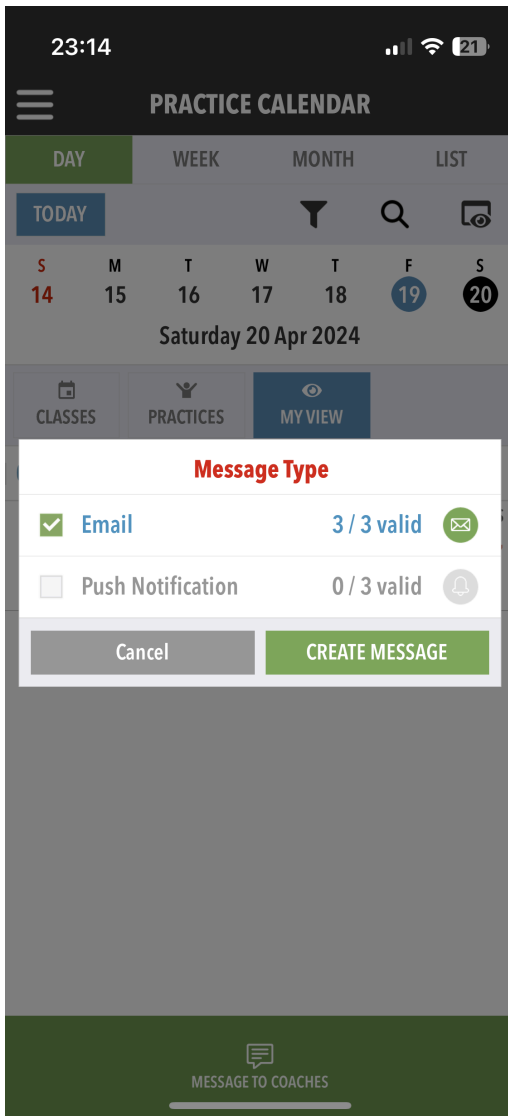 23:14 21
PRACTICE CALENDAR
DAY WEEK MONTH LIST
TODAY
S M T W T F S
14 15 16 17 18 19 20
Saturday 20 Apr 2024
CLASSES PRACTICES MY VIEW
Message Type
Email 3 / 3 valid
Push Notification 0 / 3 valid
Cancel CREATE MESSAGE
MESSAGE TO COACHES